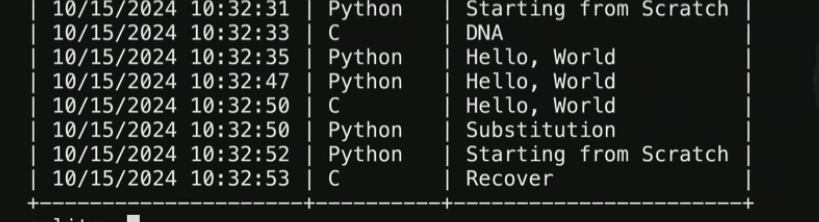 | 10/15/2024 10:32:31 | Python | Starting from Scratch |
| 10/15/2024 10:32:33 | C | DNA |
| 10/15/2024 10:32:35 | Python | Hello, World |
| 10/15/2024 10:32:47 | Python | Hello, World |
| 10/15/2024 10:32:50 | C | Hello, World |
| 10/15/2024 10:32:50 | Python | Substitution |
| 10/15/2024 10:32:52 | Python | Starting from Scratch |
| 10/15/2024 10:32:53 | C | Recover |
+---------------------+----------+-----------------------+